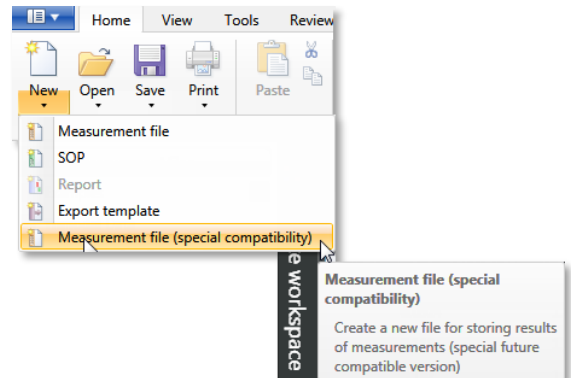 Home View Tools Review
New Open Save Print Paste
Measurement file
SOP
Report
Export template
Measurement file (special compatibility)
e workspace
Measurement file (special
compatibility)
Create a new file for storing results
of measurements (special future
compatible version)